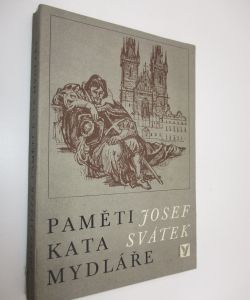 PAMĚTI JOSEF
KATA SVÁTEK
MYDLÁŘE
V